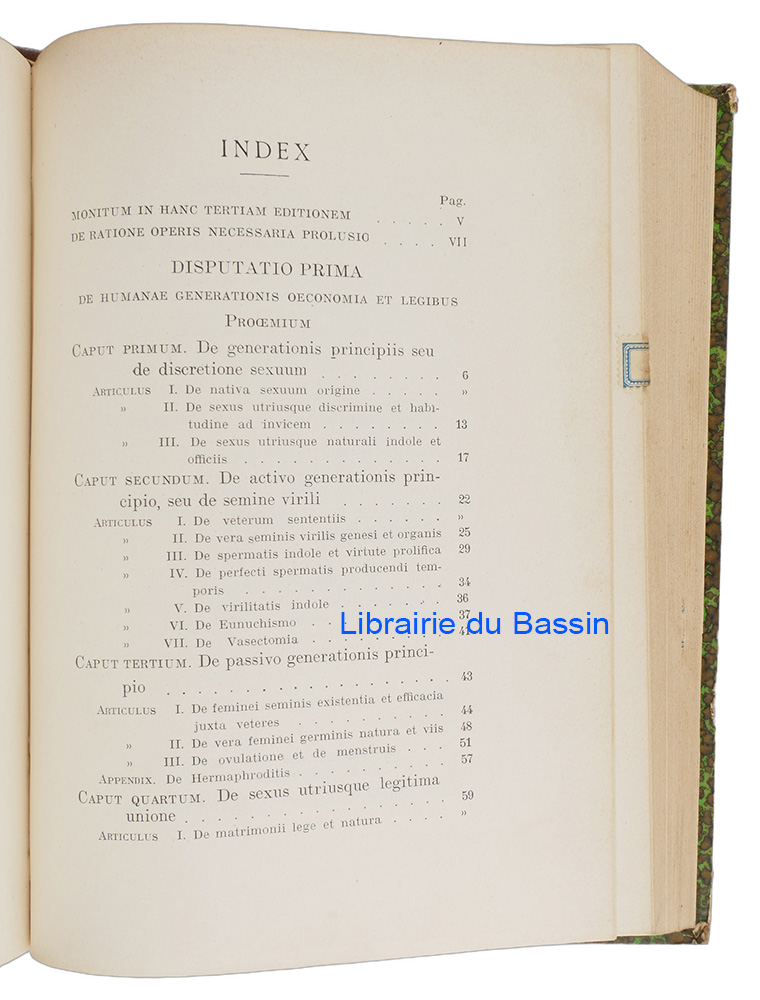 INDEX
Pag.
MONITUM IN HANC TERTIAM EDITIONEM . . . . . V
DE RATIONE OPERIS NECESSARIA PROLUSIO . . . . VII
DISPUTATIO PRIMA
DE HUMANAE GENERATIONIS OECONOMIA ET LEGIBUS
PROŒMIUM
CAPUT PRIMUM. De generationis principiis seu
de discretione sexuum . . . . . . . . 6
ARTICULUS I. De nativa sexuum origine . . . . . »
» II. De sexus utriusque discrimine et habi-
tudine ad invicem . . . . . . . . 13
» III. De sexus utriusque naturali indole et
officiis . . . . . . . . . . . . . 17
CAPUT SECUNDUM. De activo generationis prin-
cipio, seu de semine virili . . . . . . . 22
ARTICULUS I. De veterum sententiis . . . . . . »
» II. De vera seminis virilis genesi et organis 25
» III. De spermatis indole et virtute prolifica 29
» IV. De perfecti spermatis producendi tem-
poris . . . . . . . . . . . . . 34
» V. De virilitatis indole . . . . . . . 36
» VI. De Eunuchismo . . . . . . . . . 37
» VII. De Vasectomia . . . . . . . . . 41
Librairie du Bassin
CAPUT TERTIUM. De passivo generationis princi-
pio . . . . . . . . . . . . . . . 43
ARTICULUS I. De feminei seminis existentia et efficacia
juxta veteres . . . . . . . . . . 44
» II. De vera feminei germinis natura et viis 48
» III. De ovulatione et de menstruis . . . 51
APPENDIX. De Hermaphroditis . . . . . . . . . . 57
CAPUT QUARTUM. De sexus utriusque legitima
unione . . . . . . . . . . . . . . 59
ARTICULUS I. De matrimonii lege et natura . . . . »